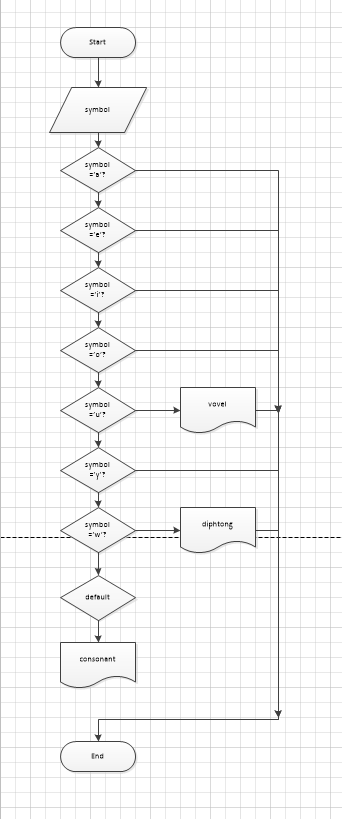 Start
symbol
symbol
='a'?
symbol
='e'?
symbol
='i'?
symbol
='o'?
symbol
='u'?
vovel
symbol
='y'?
symbol
='w'?
diphtong
default
consonant
End